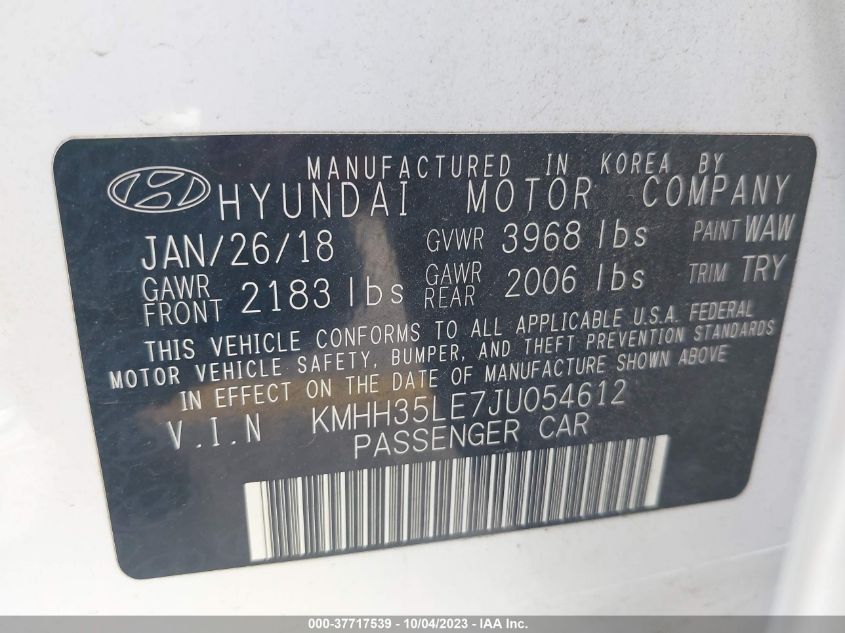 MANUFACTURED IN KOREA BY
HYUNDAI MOTOR COMPANY
JAN/26/18 GVWR 3968 lbs PAINT WAW
GAWR FRONT 2183 lbs GAWR REAR 2006 lbs TRIM TRY
THIS VEHICLE CONFORMS TO ALL APPLICABLE U.S.A. FEDERAL
MOTOR VEHICLE SAFETY, BUMPER, AND THEFT PREVENTION STANDARDS
IN EFFECT ON THE DATE OF MANUFACTURE SHOWN ABOVE
V.I.N KMHH35LE7JU054612
PASSENGER CAR
000-37717539 - 10/04/2023 - IAA Inc.